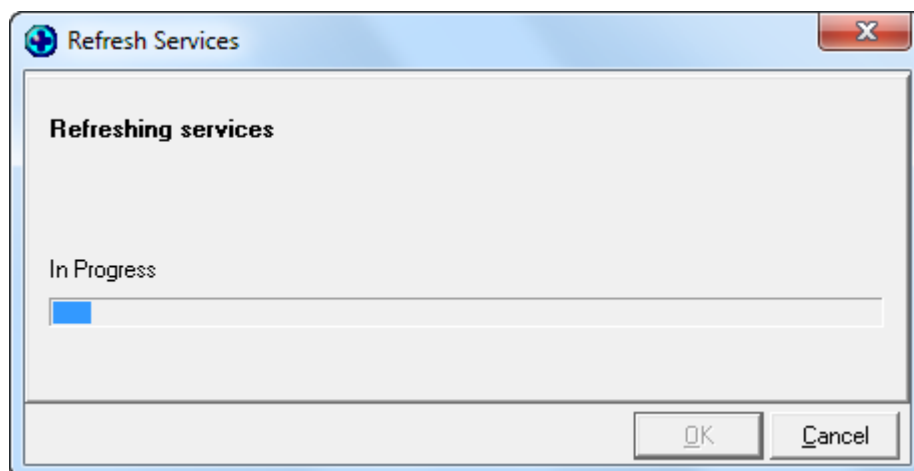 Refresh Services
Refreshing services
In Progress
OK
Cancel